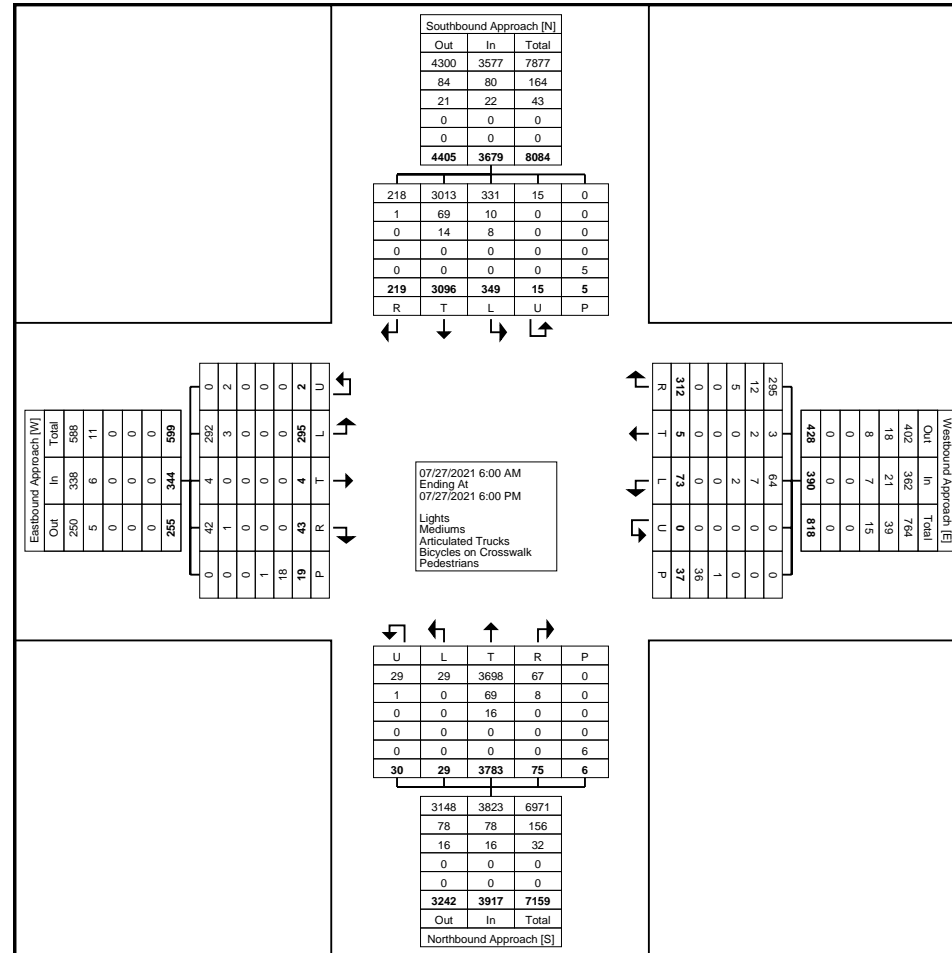 Southbound Approach [N]
Out In Total
4300 3577 7877
84 80 164
21 22 43
0 0 0
0 0 0
4405 3679 8084
218 3013 331 15 0
1 69 10 0 0
0 14 8 0 0
0 0 0 0 0
0 0 0 0 5
219 3096 349 15 5
R T L U P
Eastbound Approach [W]
Out In Total
250 338 588
5 6 11
0 0 0
0 0 0
0 0 0
255 344 599
0 42 4 292 0
0 1 0 3 2
0 0 0 0 0
1 0 0 0 0
18 0 0 0 0
19 43 4 295 2
P R T L U
07/27/2021 6:00 AM
Ending At
07/27/2021 6:00 PM
Lights
Mediums
Articulated Trucks
Bicycles on Crosswalk
Pedestrians
Westbound Approach [E]
Out In Total
402 362 764
18 21 39
8 7 15
0 0 0
0 0 0
428 390 818
295 3 64 0 0
12 2 7 0 0
5 0 2 0 0
0 0 0 0 1
0 0 0 0 36
312 5 73 0 37
R T L U P
U L T R P
29 29 3698 67 0
1 0 69 8 0
0 0 16 0 0
0 0 0 0 0
0 0 0 0 6
30 29 3783 75 6
3148 3823 6971
78 78 156
16 16 32
0 0 0
0 0 0
3242 3917 7159
Out In Total
Northbound Approach [S]